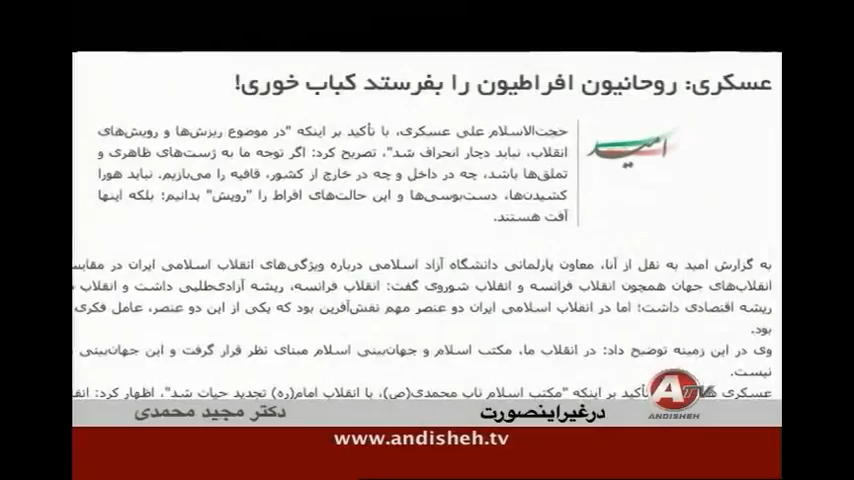 عسکری: روحانیون افراطیون را بفرستد کباب خوری!
امید
حجت‌الاسلام علی عسکری، با تأکید بر اینکه "در موضوع ریزش‌ها و رویش‌های
انقلاب، نباید دچار انحراف شد"، تصریح کرد: اگر توجه ما به ژست‌های ظاهری و
تملق‌ها باشد، چه در داخل و چه در خارج از کشور، قافیه را می‌بازیم. نباید هورا
کشیدن‌ها، دست‌بوسی‌ها و این حالت‌های افراط را "رویش" بدانیم؛ بلکه اینها
آفت هستند.
به گزارش امید به نقل از آنا، معاون پارلمانی دانشگاه آزاد اسلامی درباره ویژگی‌های انقلاب اسلامی ایران در
انقلاب‌های جهان همچون انقلاب فرانسه و انقلاب شوروی گفت: انقلاب فرانسه، ریشه آزادی‌طلبی داشت و انقلاب
ریشه اقتصادی داشت؛ اما در انقلاب اسلامی ایران دو عنصر مهم نقش‌آفرین بود که یکی از این دو عنصر، عامل فکری
بود.
وی در این زمینه توضیح داد: در انقلاب ما، مکتب اسلام و جهان‌بینی اسلام مبنای نظر قرار گرفت و این جهان‌بینی
نیست.
عسکری تأکید بر اینکه "مکتب اسلام ناب محمدی(ص)، با انقلاب امام(ره) تجدید حیات شد"، اظهار کرد:
ATV
ANDISHEH
درغیراینصورت
دکتر مجید محمدی
www.andisheh.tv